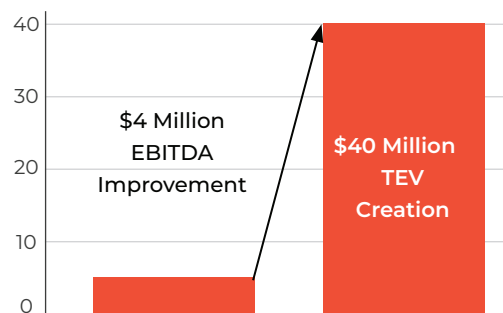 40
30
20
10
0
$4 Million
EBITDA
Improvement
$40 Million
TEV
Creation